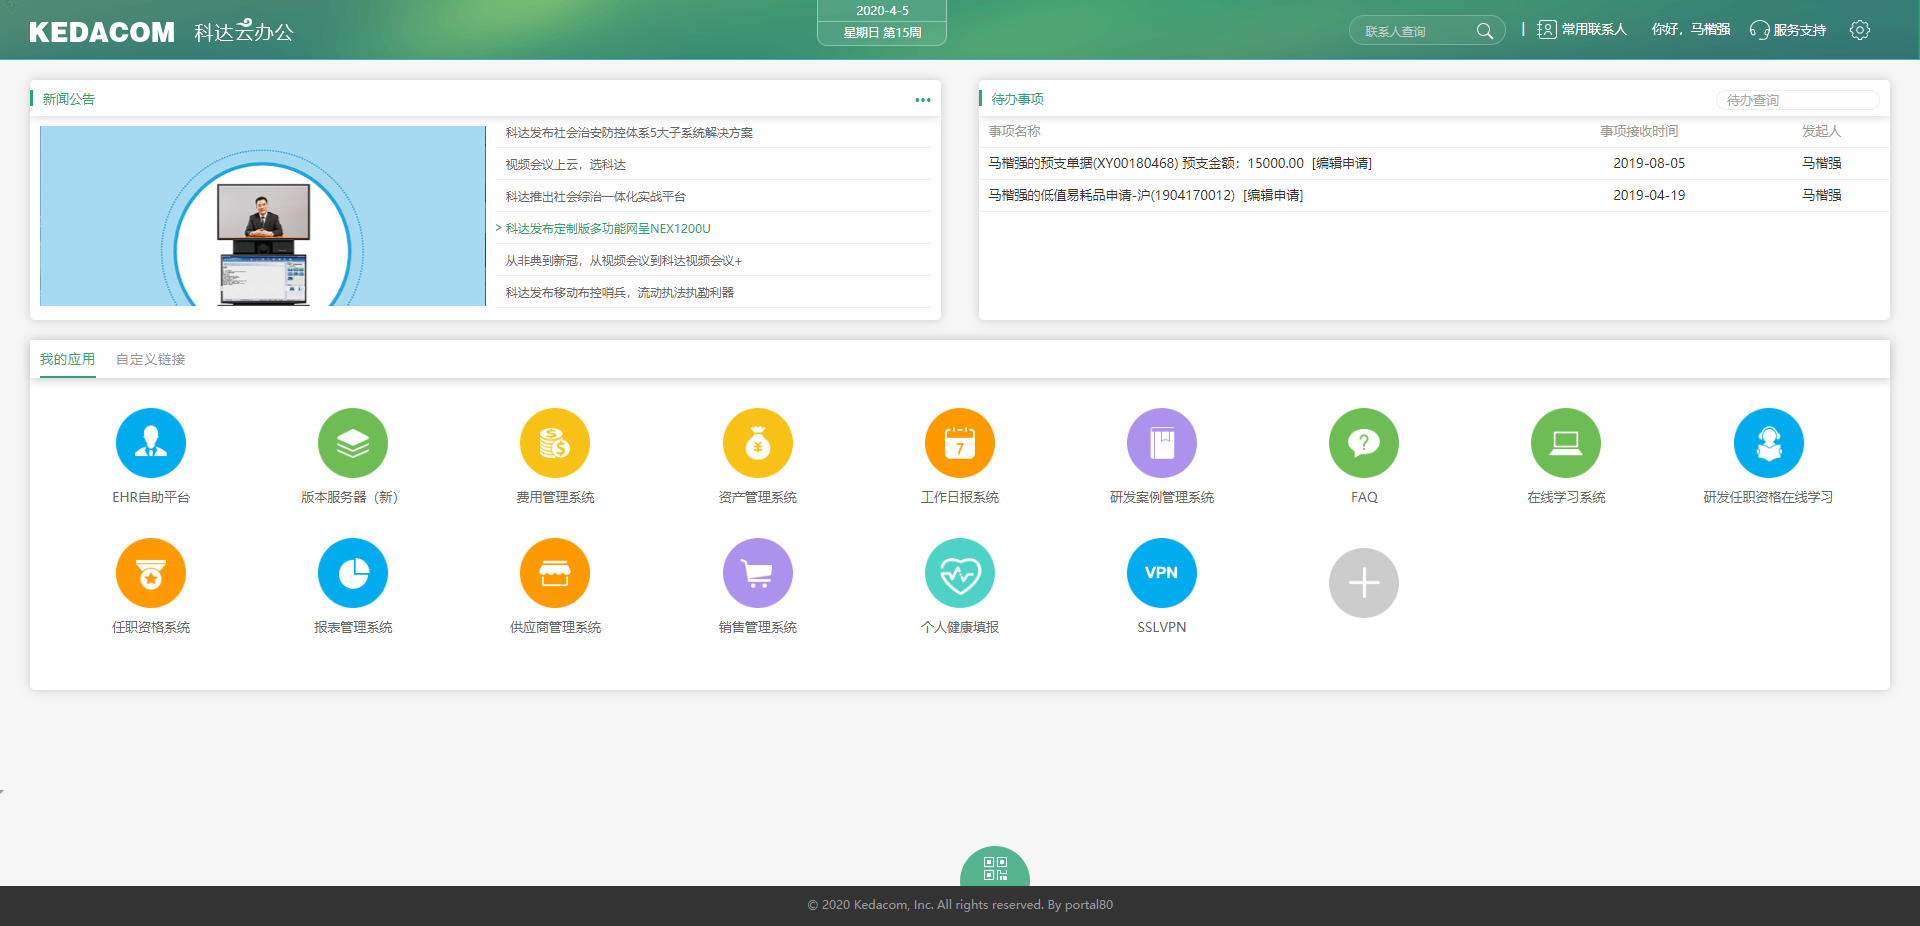 KEDACOM 科达云办公
2020-4-5
星期日 第15周
联系人查询
常用联系人
你好，马楷强
服务支持
新闻公告
科达发布社会治安防控体系5大子系统解决方案
视频会议上云，选科达
科达推出社会综治一体化实战平台
> 科达发布定制版多功能网呈NEX1200U
从非典到新冠，从视频会议到科达视频会议+
科达发布移动布控哨兵，流动执法执勤利器
待办事项
待办查询
事项名称 事项接收时间 发起人
马楷强的预支单据(XY00180468) 预支金额：15000.00 [编辑申请] 2019-08-05 马楷强
马楷强的低值易耗品申请-沪(1904170012) [编辑申请] 2019-04-19 马楷强
我的应用 自定义链接
7
EHR自助平台
版本服务器（新）
费用管理系统
资产管理系统
工作日报系统
研发案例管理系统
FAQ
在线学习系统
研发任职资格在线学习
VPN
任职资格系统
报表管理系统
供应商管理系统
销售管理系统
个人健康填报
SSLVPN
© 2020 Kedacom, Inc. All rights reserved. By portal80